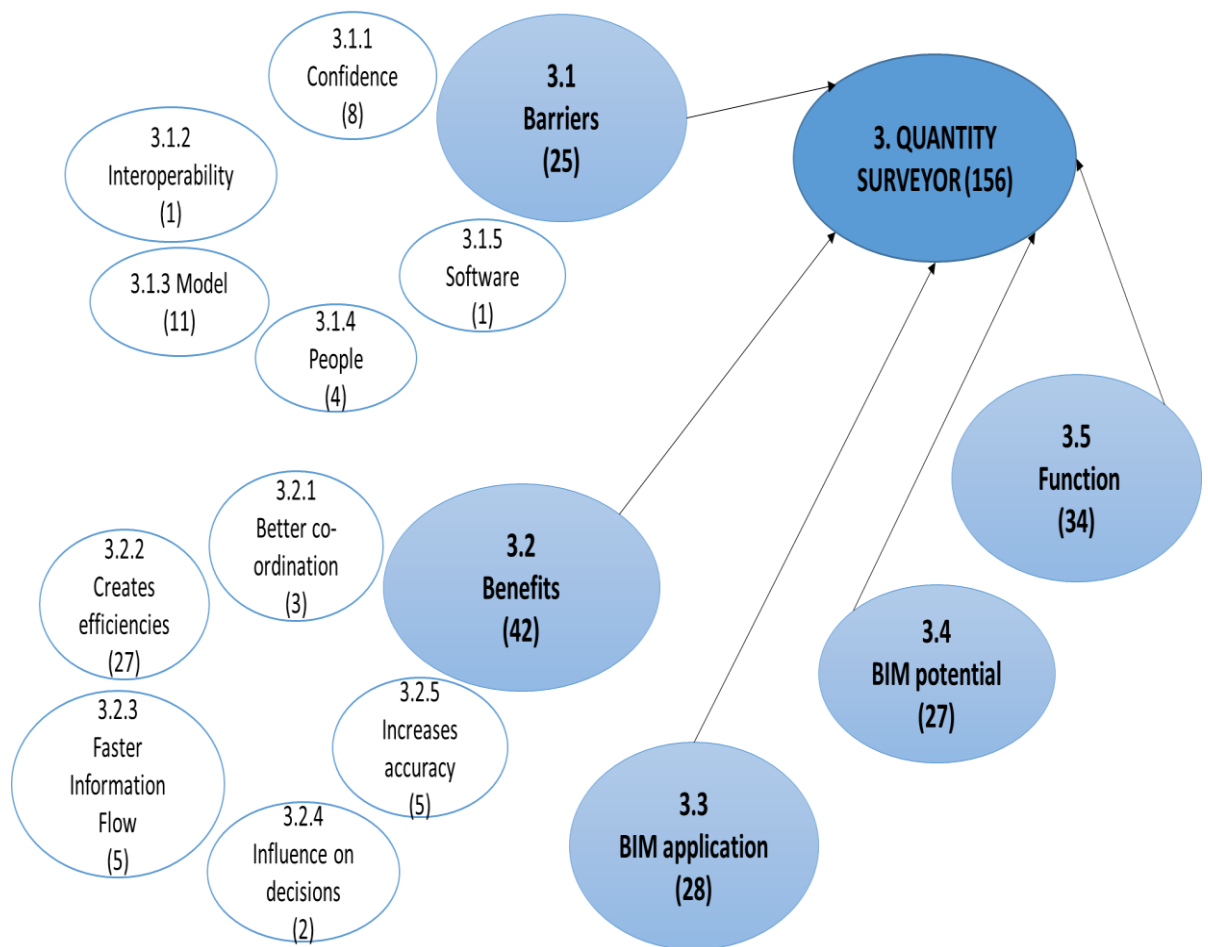 3.1.1
Confidence
(8)
3.1
Barriers
(25)
3.1.2
Interoperability
(1)
3.1.3 Model
(11)
3.1.4
People
(4)
3.1.5
Software
(1)
3. QUANTITY
SURVEYOR (156)
3.2.1
Better co-
ordination
(3)
3.2.2
Creates
efficiencies
(27)
3.2
Benefits
(42)
3.2.3
Faster
Information
Flow
(5)
3.2.4
Influence on
decisions
(2)
3.2.5
Increases
accuracy
(5)
3.3
BIM application
(28)
3.4
BIM potential
(27)
3.5
Function
(34)